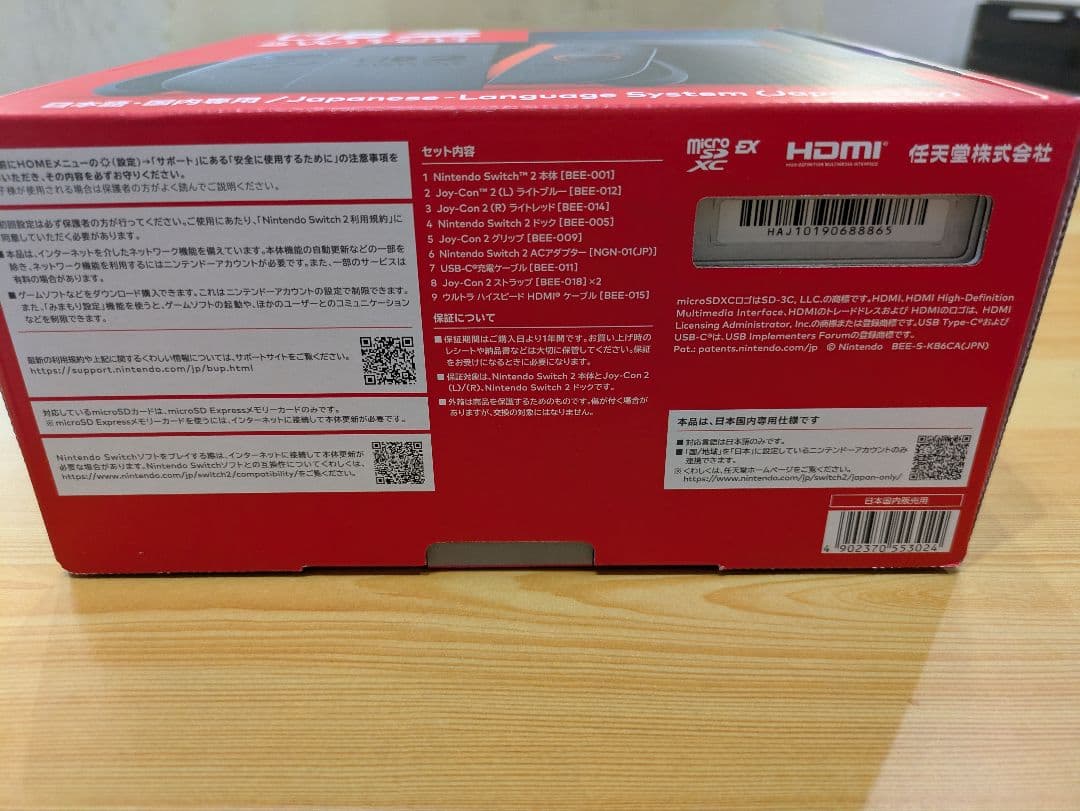 日本語・国内専用 / Japanese-Language System (Jap
前にHOMEメニューの(設定)→「サポート」にある「安全に使用するために」の注意事項を
いただき、その内容を必ずお守りください。
子様が使用される場合は保護者の方がよく読んでご説明ください。
初回設定は必ず保護者の方が行ってください。ご使用にあたり、「Nintendo Switch 2 利用規約」に
同意していただく必要があります。
■ 本品は、インターネットを介したネットワーク機能を備えています。本体機能の自動更新などの一部を
除き、ネットワーク機能を利用するにはニンテンドーアカウントが必要です。また、一部のサービスは
有料の場合があります。
■ ゲームソフトなどをダウンロード購入できます。これはニンテンドーアカウントの設定で制限できます。
また、「みまもり設定」機能を使うと、ゲームソフトの起動や、ほかのユーザーとのコミュニケーション
などを制限できます。
最新の利用規約や上記に関するくわしい情報については、サポートサイトをご覧ください。
https://support.nintendo.com/jp/bup.html
対応しているmicroSDカードは、microSD Expressメモリーカードのみです。
※ microSD Expressメモリーカードを使うには、インターネットに接続して本体更新が必要です。
Nintendo Switchソフトをプレイする際は、インターネットに接続して本体更新が
必要な場合があります。Nintendo Switchソフトとの互換性についてくわしくは、
https://www.nintendo.com/jp/switch2/compatibility/をご覧ください。
セット内容
1 Nintendo Switch™ 2 本体 [BEE-001]
2 Joy-Con™ 2 (L) ライトブルー [BEE-012]
3 Joy-Con 2 (R) ライトレッド [BEE-014]
4 Nintendo Switch 2 ドック [BEE-005]
5 Joy-Con 2 グリップ [BEE-009]
6 Nintendo Switch 2 ACアダプター [NGN-01(JP)]
7 USB-C®充電ケーブル [BEE-011]
8 Joy-Con 2 ストラップ [BEE-018] ×2
9 ウルトラ ハイスピード HDMI® ケーブル [BEE-015]
保証について
■ 保証期間はご購入日より1年間です。お買い上げ時の
レシートや納品書などは大切に保管してください。保証
をお受けになるときに必要になります。
■ 保証対象は、Nintendo Switch 2 本体とJoy-Con 2
(L)/(R)、Nintendo Switch 2 ドックです。
■ 外箱は商品を保護するためのものです。傷が付く場合が
ありますが、交換の対象にはなりません。
micro SD XC EX
HDMI®
HIGH-DEFINITION MULTIMEDIA INTERFACE
任天堂株式会社
HAJ10190688865
microSDXCロゴはSD-3C, LLC.の商標です。HDMI、HDMI High-Definition
Multimedia Interface、HDMIのトレードドレスおよび HDMIのロゴは、HDMI
Licensing Administrator, Inc.の商標または登録商標です。USB Type-C®および
USB-C®は、USB Implementers Forumの登録商標です。
Pat.: patents.nintendo.com/jp © Nintendo BEE-S-KB6CA(JPN)
本品は、日本国内専用仕様です
■ 対応言語は日本語のみです。
■ 「国/地域」を「日本」に設定しているニンテンドーアカウントのみ
連携できます。
※くわしくは、任天堂ホームページをご覧ください。
https://www.nintendo.com/jp/switch2/japan-only/
日本国内販売用
4 902370 553024